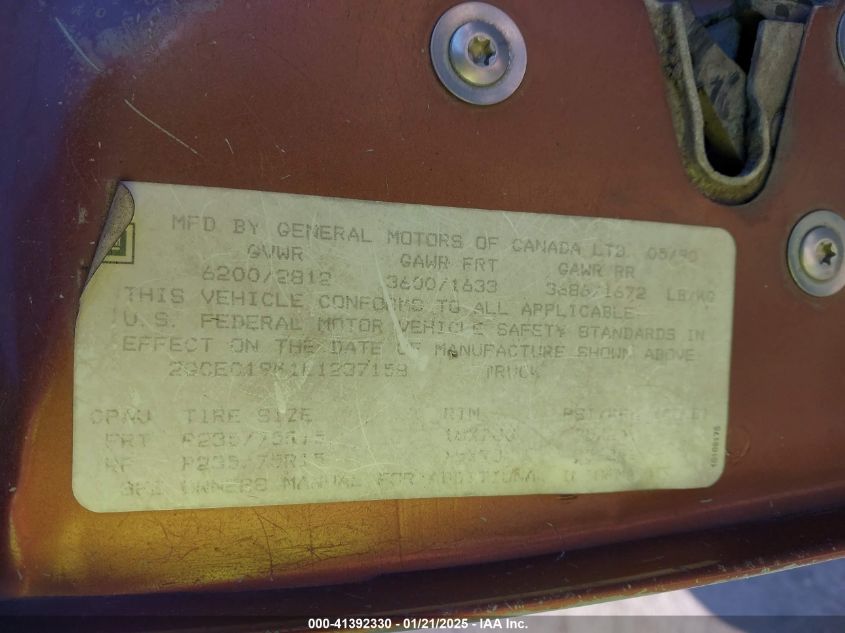 GM
MFD BY GENERAL MOTORS OF CANADA LTD. 05/90
GVWR GAWR FRT GAWR RR
6200/2812 3600/1633 3686/1672 LB/KG
THIS VEHICLE CONFORMS TO ALL APPLICABLE
U.S. FEDERAL MOTOR VEHICLE SAFETY STANDARDS IN
EFFECT ON THE DATE OF MANUFACTURE SHOWN ABOVE.
TRUCK
TIRE SIZE RIM
FRT P235/75R15
P235/75R15
OWNERS MANUAL FOR ADDITIONAL
000-41392330 - 01/21/2025 - IAA Inc.